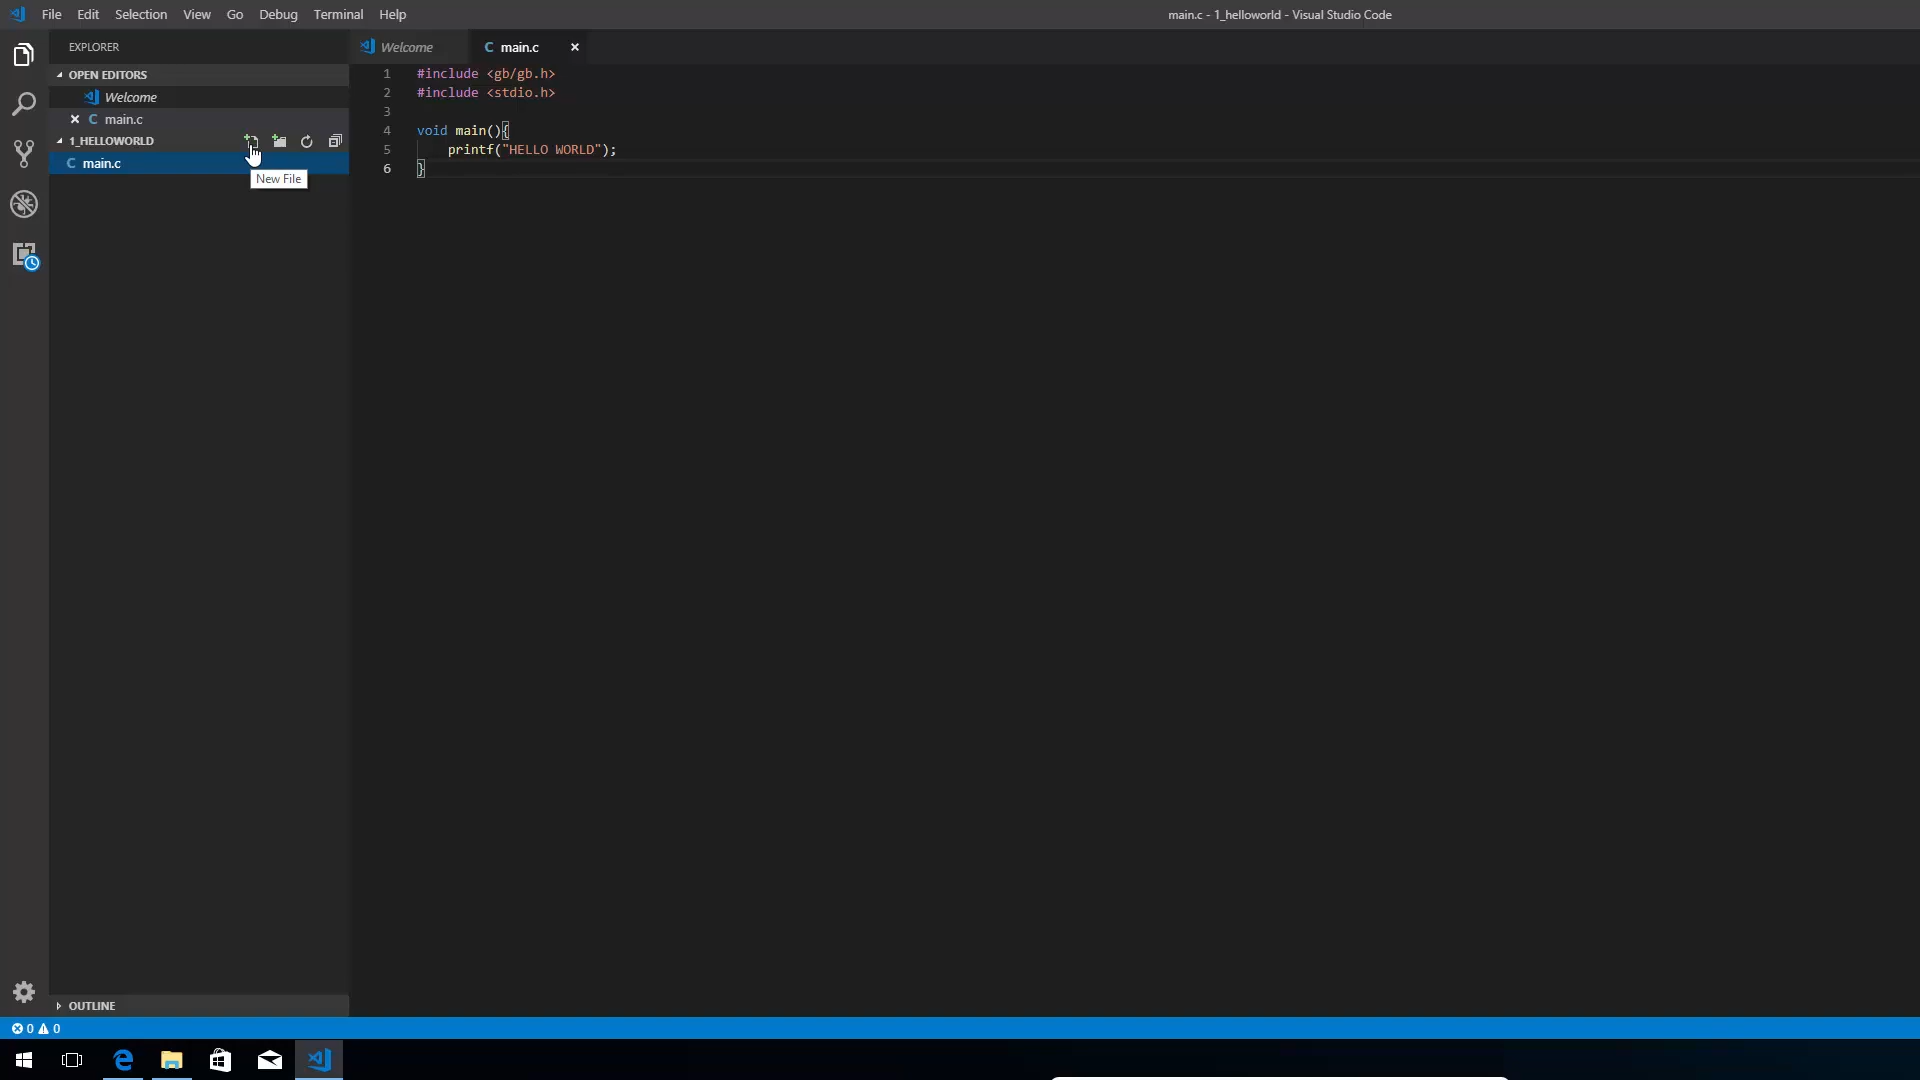 File Edit Selection View Go Debug Terminal Help
main.c - 1_helloworld - Visual Studio Code
EXPLORER
OPEN EDITORS
Welcome
main.c
1_HELLOWORLD
main.c
New File
OUTLINE
Welcome
C main.c
1 #include <gb/gb.h>
2 #include <stdio.h>
3
4 void main(){
5 printf("HELLO WORLD");
6 }
0 0